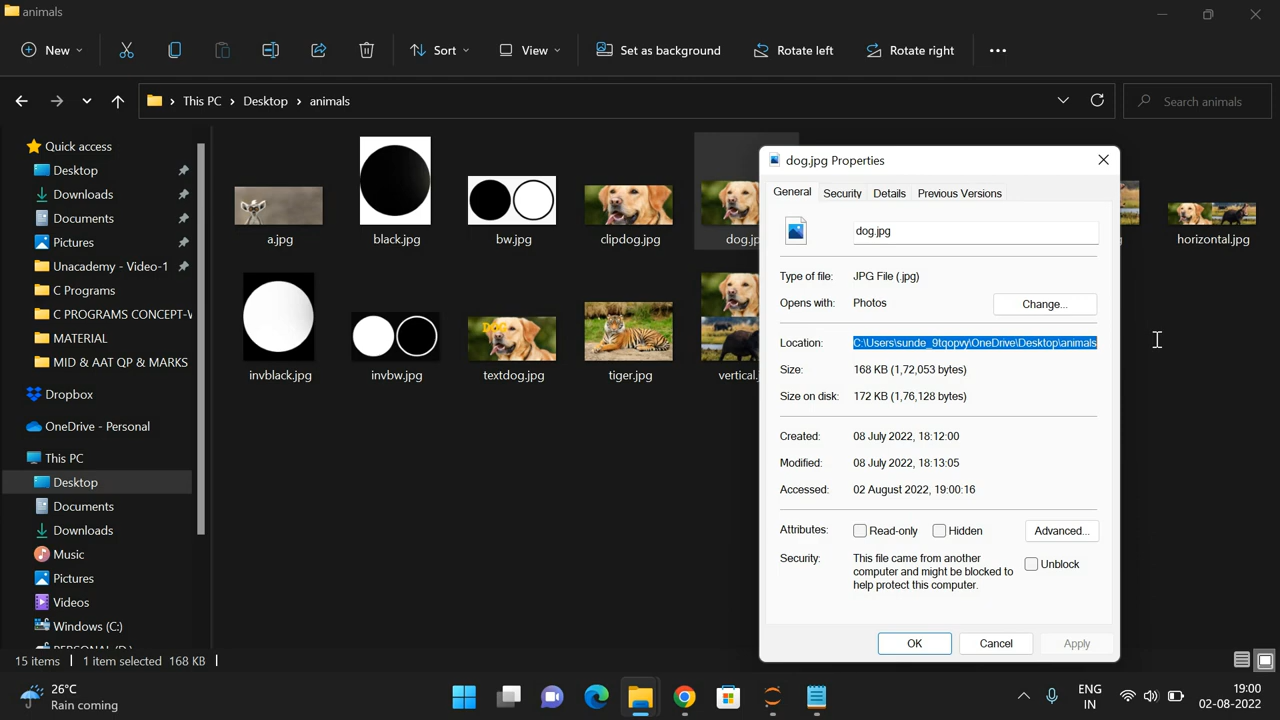 animals
New
Sort
View
Set as background
Rotate left
Rotate right
This PC
Desktop
animals
Search animals
Quick access
Desktop
Downloads
Documents
Pictures
Unacademy - Video-1
C Programs
C PROGRAMS CONCEPT-W
MATERIAL
MID & AAT QP & MARKS
Dropbox
OneDrive - Personal
This PC
Desktop
Documents
Downloads
Music
Pictures
Videos
Windows (C:)
a.jpg
black.jpg
bw.jpg
clipdog.jpg
dog.jp
horizontal.jpg
DOG
invblack.jpg
invbw.jpg
textdog.jpg
tiger.jpg
vertical.
dog.jpg Properties
General
Security
Details
Previous Versions
dog.jpg
Type of file: JPG File (.jpg)
Opens with: Photos
Change...
Location: C:\Users\sunde_9tqopvy\OneDrive\Desktop\animals
Size: 168 KB (1,72,053 bytes)
Size on disk: 172 KB (1,76,128 bytes)
Created: 08 July 2022, 18:12:00
Modified: 08 July 2022, 18:13:05
Accessed: 02 August 2022, 19:00:16
Attributes: Read-only Hidden Advanced...
Security: This file came from another
computer and might be blocked to
help protect this computer.
Unblock
OK
Cancel
Apply
15 items
1 item selected 168 KB
26°C
Rain coming
ENG
IN
19:00
02-08-2022